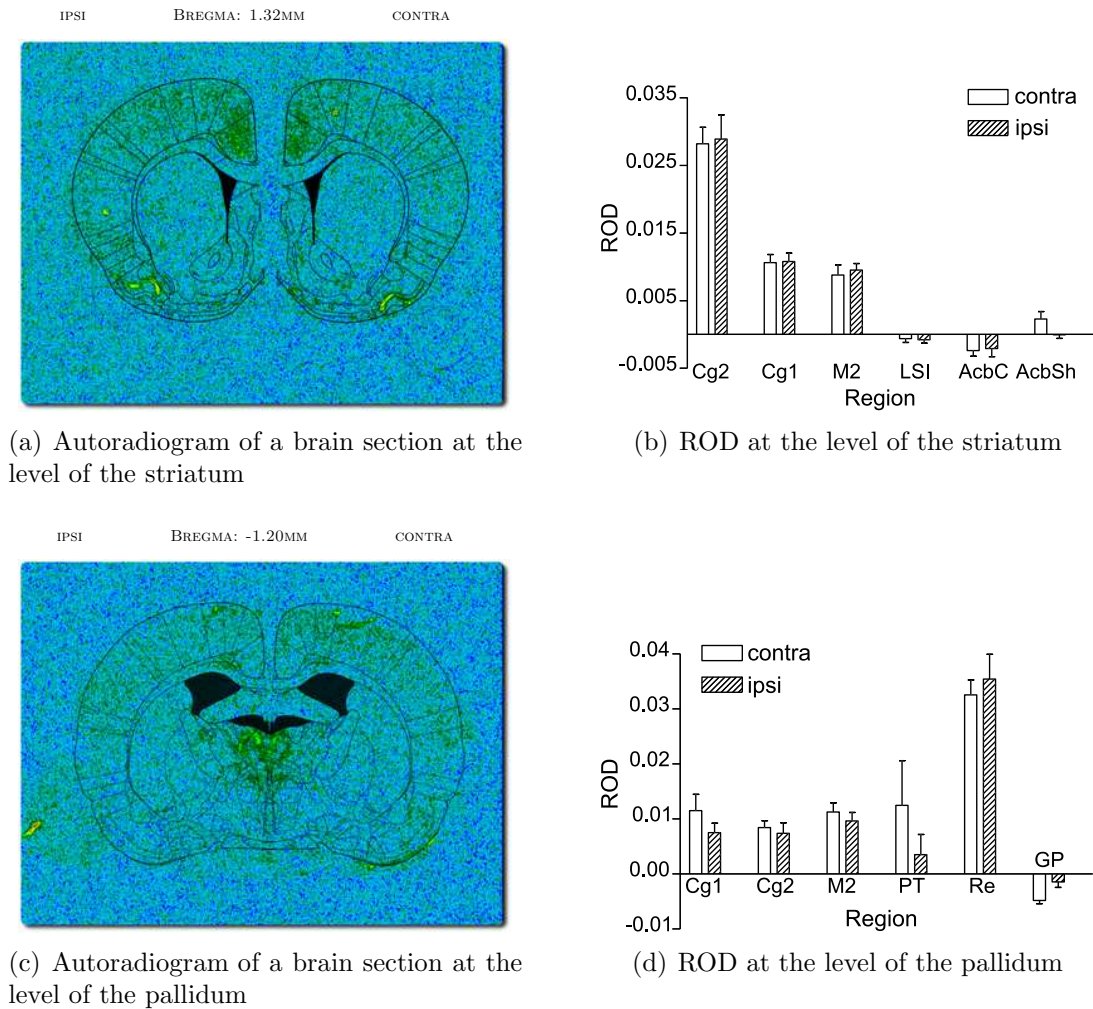 IPSI BREGMA: 1.32MM CONTRA
(a) Autoradiogram of a brain section at the
level of the striatum
0.035
0.025
0.015
0.005
-0.005
ROD
contra
ipsi
Cg2 Cg1 M2 LSI AcbC AcbSh
Region
(b) ROD at the level of the striatum
IPSI BREGMA: -1.20MM CONTRA
(c) Autoradiogram of a brain section at the
level of the pallidum
0.04
0.03
0.02
0.01
0.00
-0.01
ROD
contra
ipsi
GP
Cg1 Cg2 M2 PT Re
Region
(d) ROD at the level of the pallidum